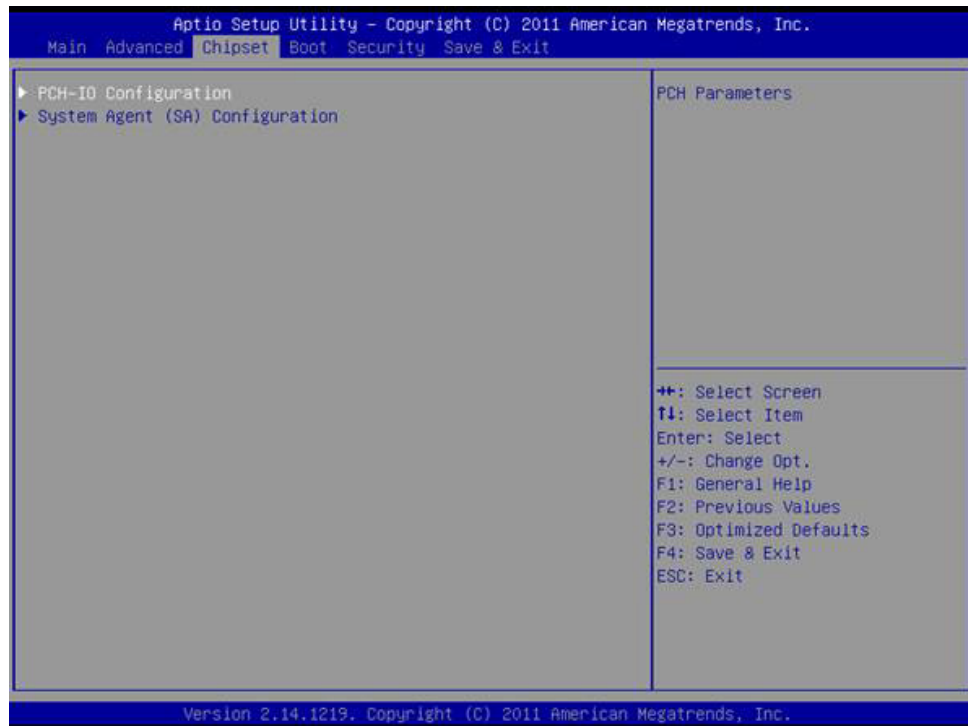 Aptio Setup Utility – Copyright (C) 2011 American Megatrends, Inc.
Main Advanced Chipset Boot Security Save & Exit
► PCH-IO Configuration
► System Agent (SA) Configuration
PCH Parameters
→←: Select Screen
↑↓: Select Item
Enter: Select
+/-: Change Opt.
F1: General Help
F2: Previous Values
F3: Optimized Defaults
F4: Save & Exit
ESC: Exit
Version 2.14.1219. Copyright (C) 2011 American Megatrends, Inc.